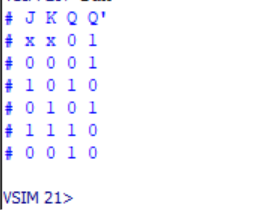 # J K Q Q'
# x x 0 1
# 0 0 0 1
# 1 0 1 0
# 0 1 0 1
# 1 1 1 0
# 0 0 1 0
VSIM 21>